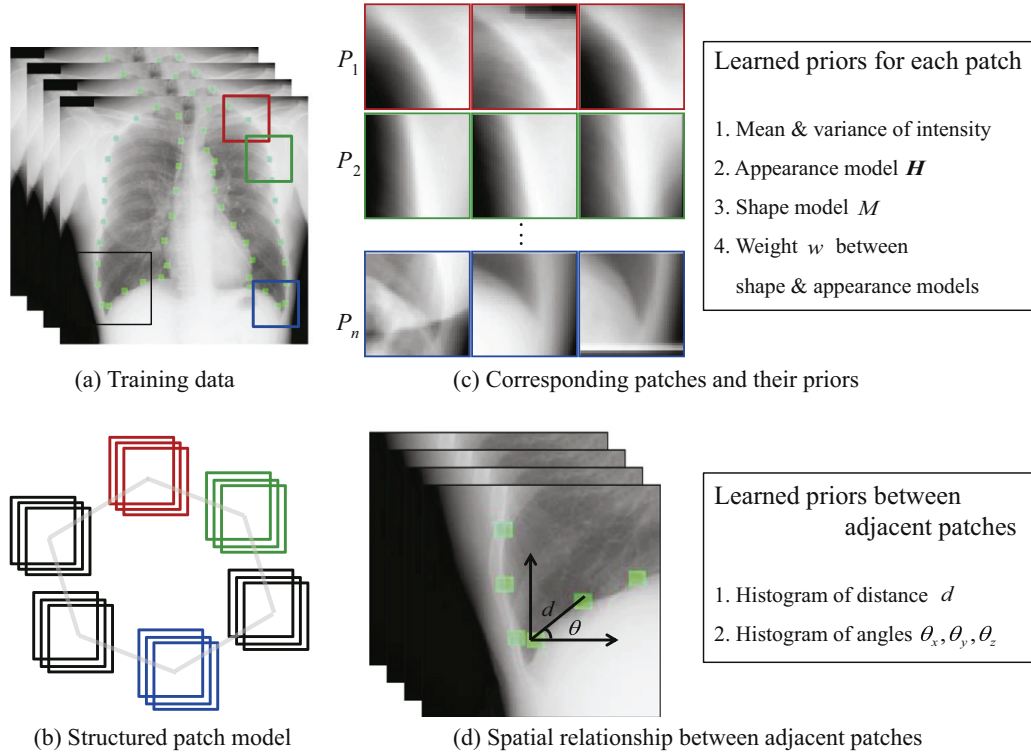 P1
P2
⋮
Pn
Learned priors for each patch
1. Mean & variance of intensity
2. Appearance model H
3. Shape model M
4. Weight w between
shape & appearance models
(a) Training data
(c) Corresponding patches and their priors
d
θ
Learned priors between
adjacent patches
1. Histogram of distance d
2. Histogram of angles θx, θy, θz
(b) Structured patch model
(d) Spatial relationship between adjacent patches